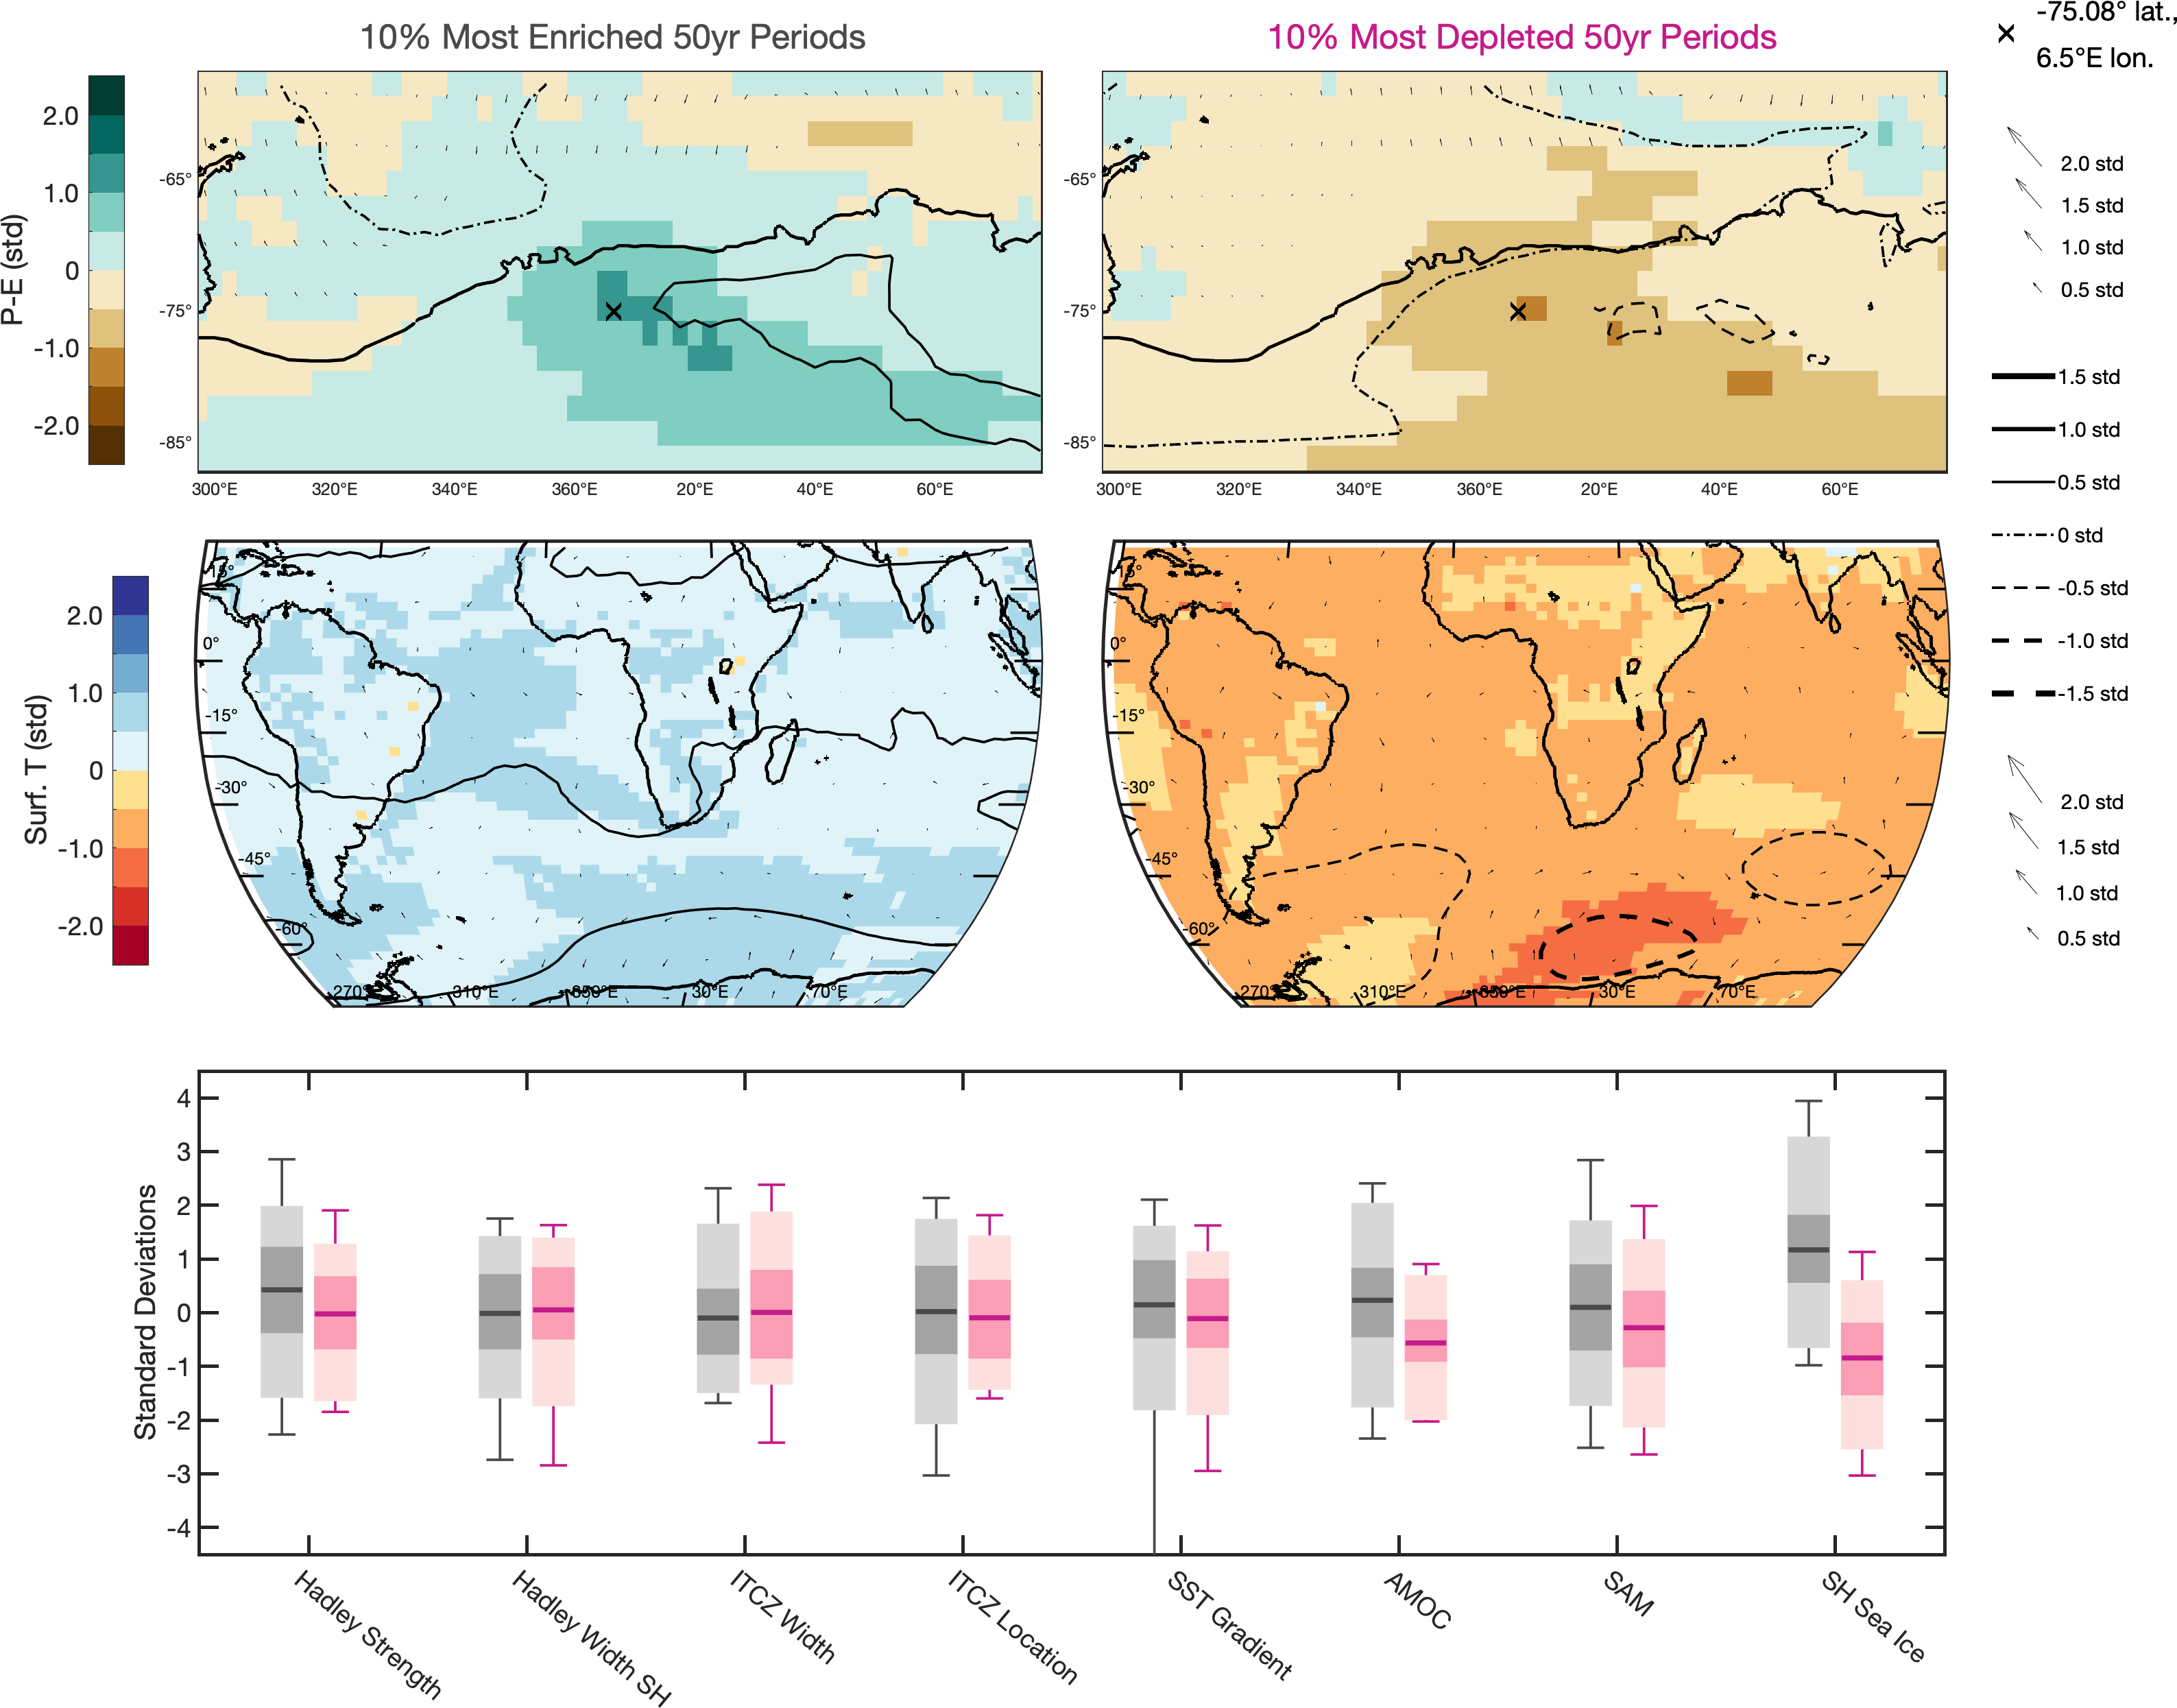 10% Most Enriched 50yr Periods
10% Most Depleted 50yr Periods
-75.08° lat.,
6.5°E lon.
P-E (std)
2.0
1.0
0
-1.0
-2.0
-65°
-75°
-85°
300°E 320°E 340°E 360°E 20°E 40°E 60°E
-65°
-75°
-85°
300°E 320°E 340°E 360°E 20°E 40°E 60°E
2.0 std
1.5 std
1.0 std
0.5 std
1.5 std
1.0 std
0.5 std
0 std
-0.5 std
-1.0 std
-1.5 std
Surf. T (std)
2.0
1.0
0
-1.0
-2.0
15°
0°
-15°
-30°
-45°
-60°
270° 310°E 350°E 30°E 70°E
15°
0°
-15°
-30°
-45°
-60°
270° 310°E 350°E 30°E 70°E
2.0 std
1.5 std
1.0 std
0.5 std
Standard Deviations
4
3
2
1
0
-1
-2
-3
-4
Hadley Strength
Hadley Width SH
ITCZ Width
ITCZ Location
SST Gradient
AMOC
SAM
SH Sea Ice